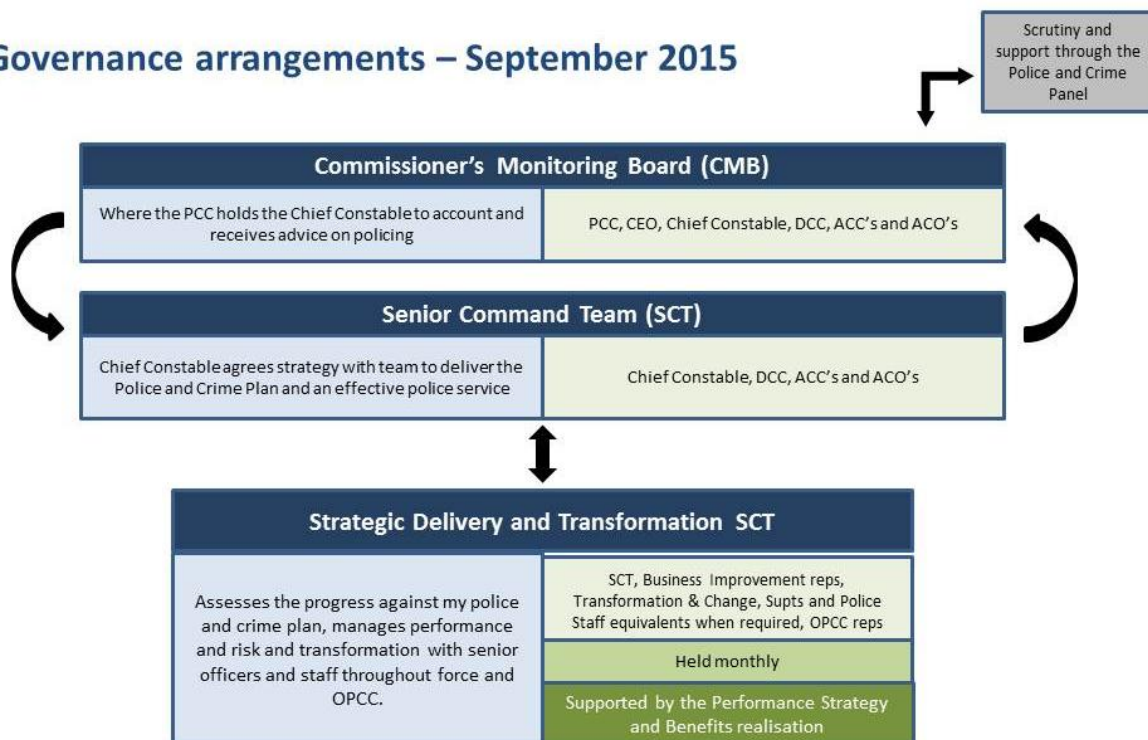 Governance arrangements – September 2015
Scrutiny and
support through the
Police and Crime
Panel
Commissioner's Monitoring Board (CMB)
Where the PCC holds the Chief Constable to account and
receives advice on policing
PCC, CEO, Chief Constable, DCC, ACC's and ACO's
Senior Command Team (SCT)
Chief Constable agrees strategy with team to deliver the
Police and Crime Plan and an effective police service
Chief Constable, DCC, ACC's and ACO's
Strategic Delivery and Transformation SCT
Assesses the progress against my police
and crime plan, manages performance
and risk and transformation with senior
officers and staff throughout force and
OPCC.
SCT, Business Improvement reps,
Transformation & Change, Supts and Police
Staff equivalents when required, OPCC reps
Held monthly
Supported by the Performance Strategy
and Benefits realisation